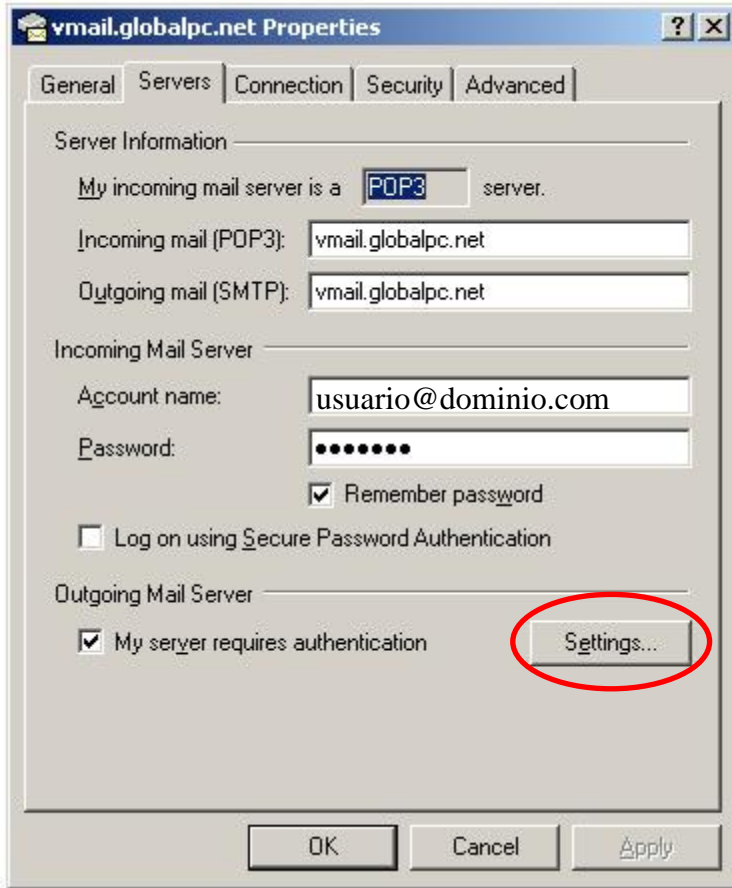 vmail.globalpc.net Properties
General Servers Connection Security Advanced
Server Information
My incoming mail server is a POP3 server.
Incoming mail (POP3): vmail.globalpc.net
Outgoing mail (SMTP): vmail.globalpc.net
Incoming Mail Server
Account name: usuario@dominio.com
Password: •••••••
Remember password
Log on using Secure Password Authentication
Outgoing Mail Server
My server requires authentication Settings...
OK Cancel Apply